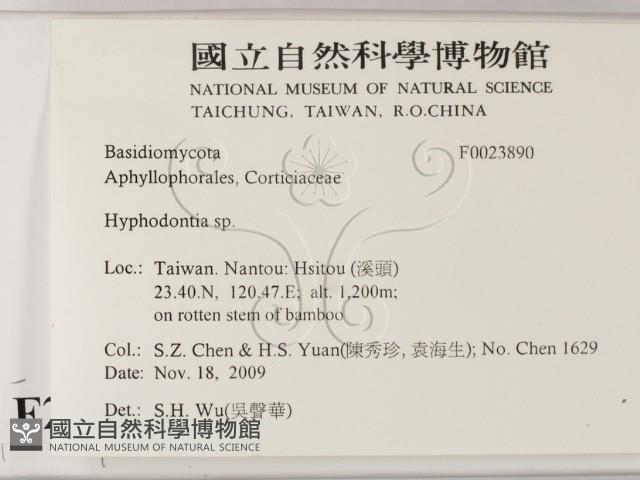 國立自然科學博物館
NATIONAL MUSEUM OF NATURAL SCIENCE
TAICHUNG, TAIWAN, R.O.CHINA
Basidiomycota F0023890
Aphyllophorales, Corticiaceae
Hyphodontia sp.
Loc.: Taiwan. Nantou: Hsitou (溪頭)
23.40.N, 120.47.E; alt. 1,200m;
on rotten stem of bamboo
Col.: S.Z. Chen & H.S. Yuan(陳秀珍, 袁海生); No. Chen 1629
Date: Nov. 18, 2009
Det.: S.H. Wu(吳聲華)
國立自然科學博物館
NATIONAL MUSEUM OF NATURAL SCIENCE